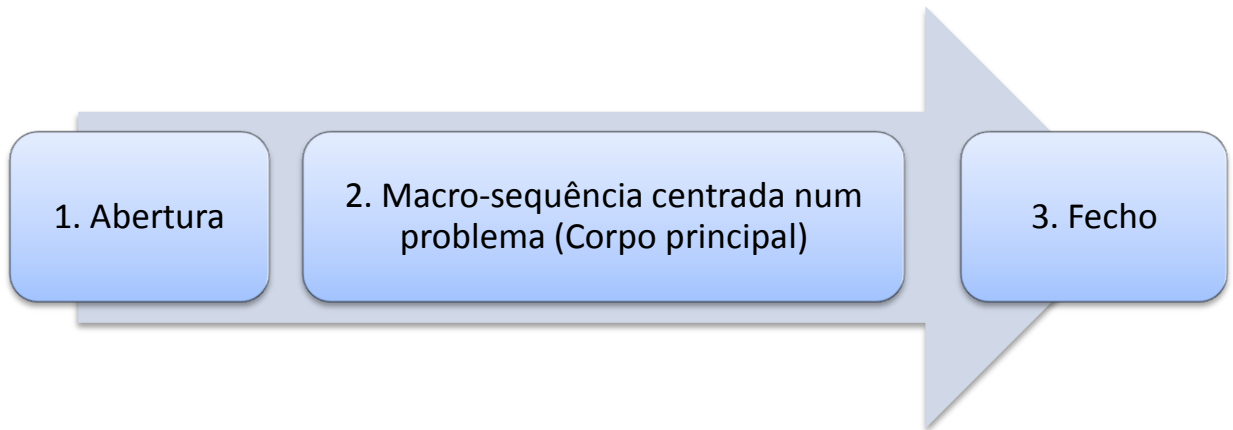 1. Abertura
2. Macro-sequência centrada num
problema (Corpo principal)
3. Fecho